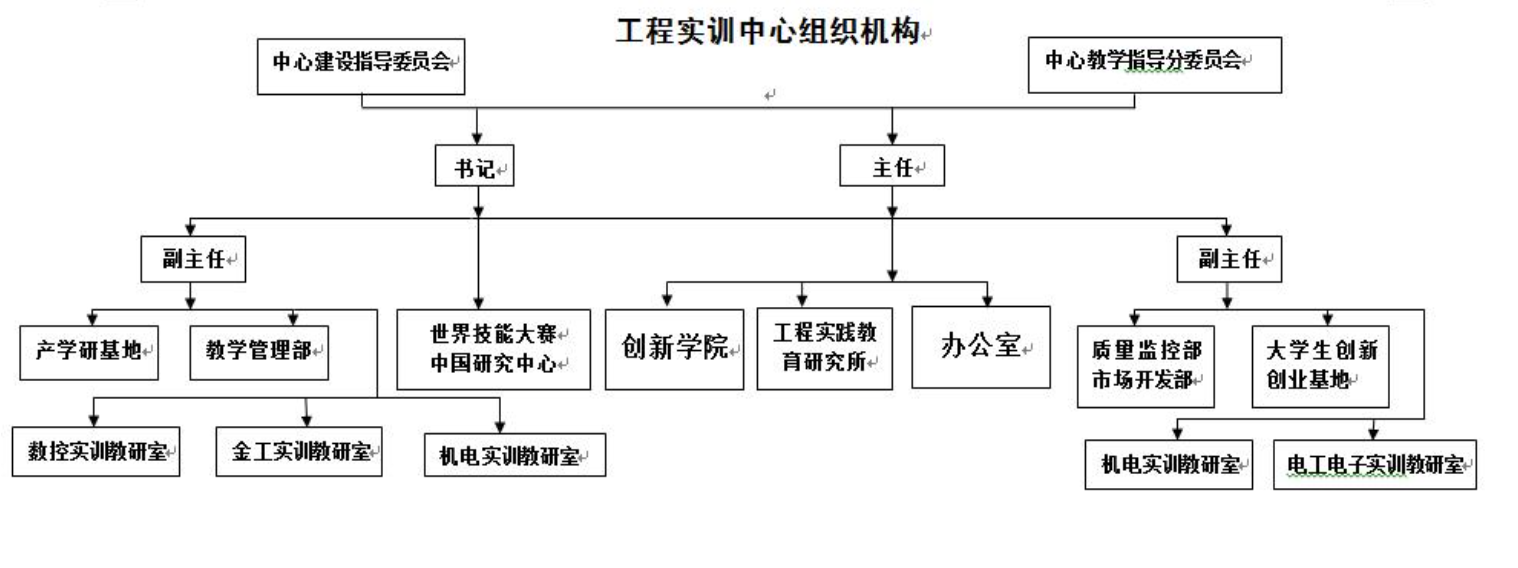 工程实训中心组织机构
中心建设指导委员会
中心教学指导分委员会
书记
主任
副主任
副主任
产学研基地
教学管理部
世界技能大赛
中国研究中心
创新学院
工程实践教
育研究所
办公室
质量监控部
市场开发部
大学生创新
创业基地
数控实训教研室
金工实训教研室
机电实训教研室
机电实训教研室
电工电子实训教研室